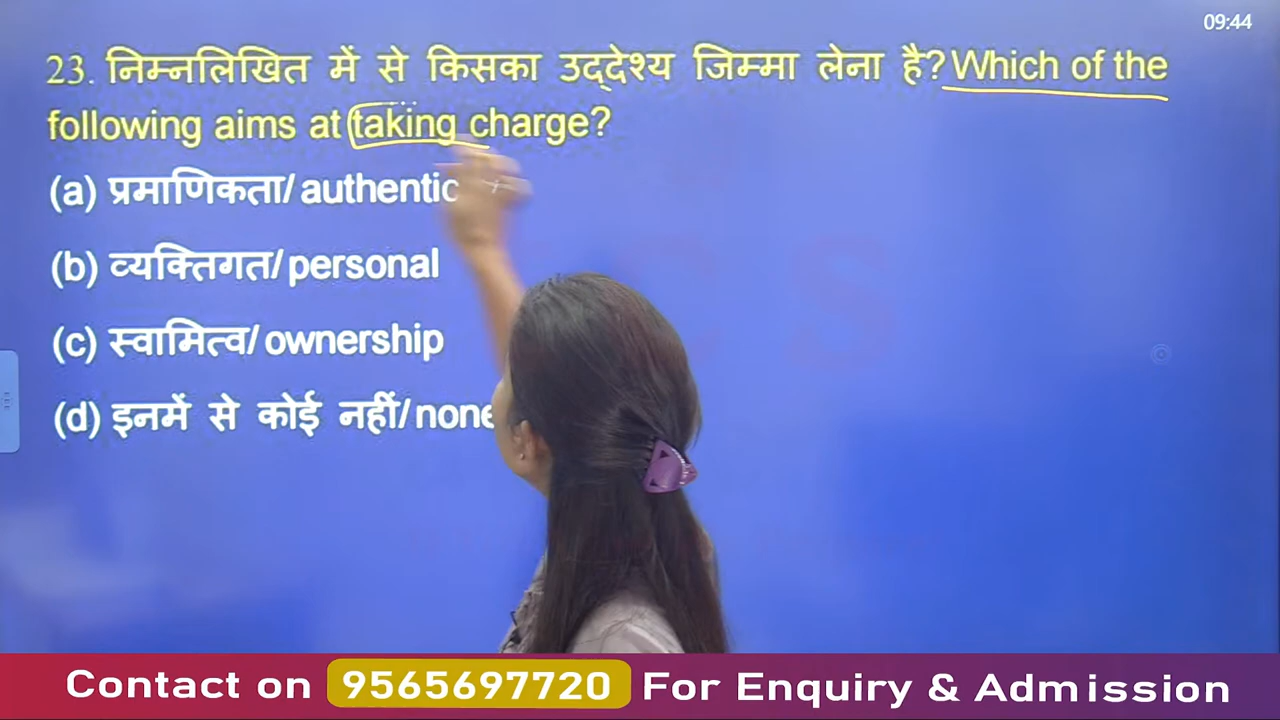 09:44
23. निम्नलिखित में से किसका उद्देश्य जिम्मा लेना है? Which of the
following aims at taking charge?
(a) प्रमाणिकता/ authentic
(b) व्यक्तिगत/ personal
(c) स्वामित्व/ ownership
(d) इनमें से कोई नहीं/ none
Contact on 9565697720 For Enquiry & Admission